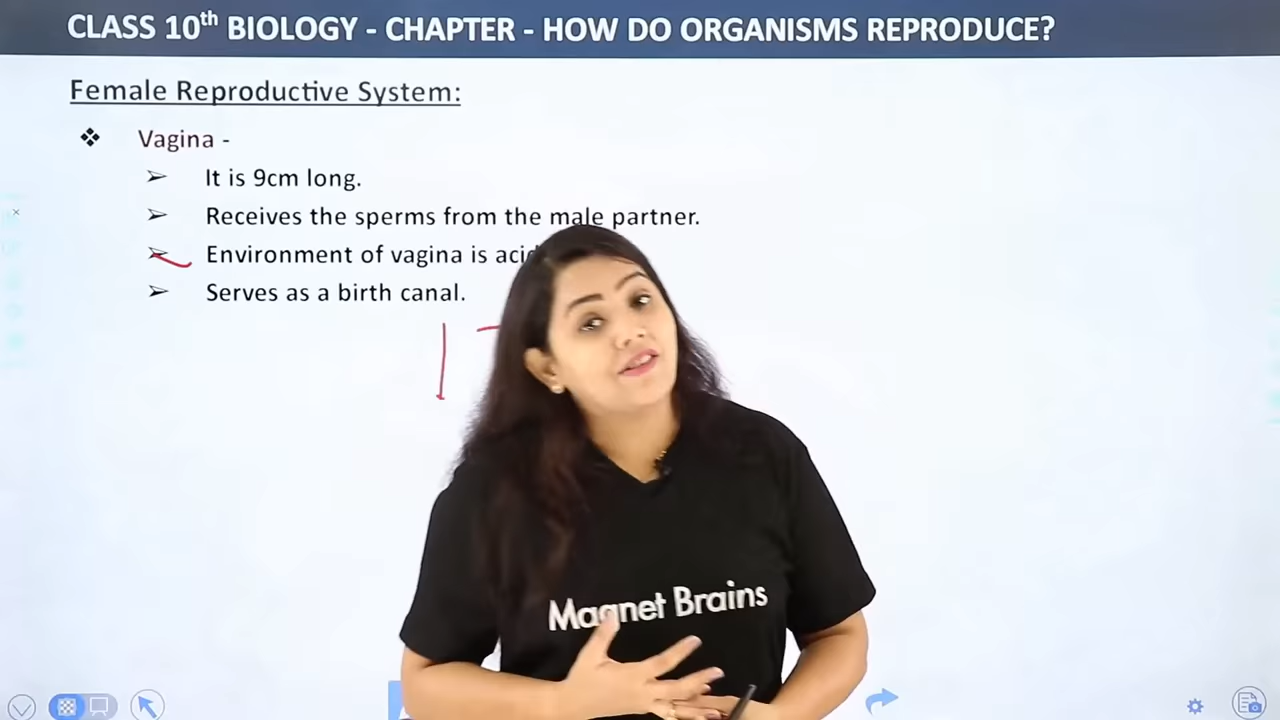 CLASS 10th BIOLOGY - CHAPTER - HOW DO ORGANISMS REPRODUCE?
Female Reproductive System:
❖ Vagina -
➢ It is 9cm long.
➢ Receives the sperms from the male partner.
➢ Environment of vagina is
➢ Serves as a birth canal.
Magnet Brains